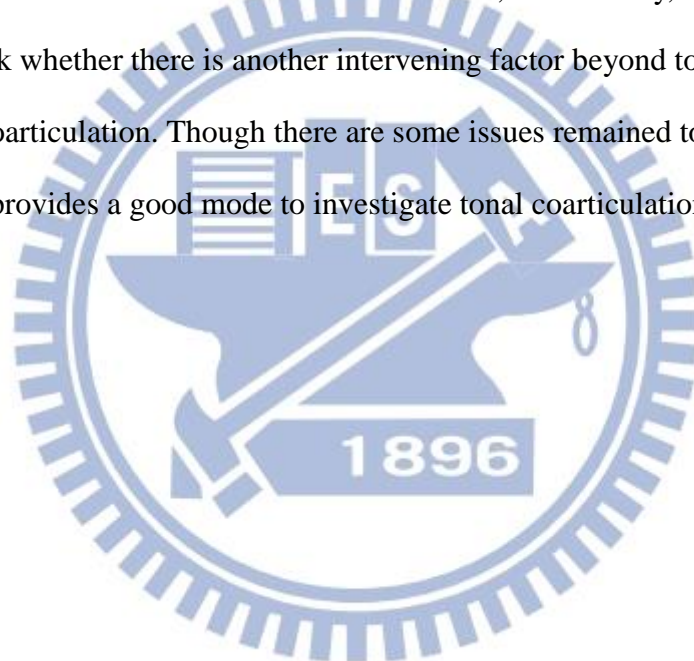 k whether there is another intervening factor beyond to
articulation. Though there are some issues remained to
provides a good mode to investigate tonal coarticulation
E S
1896